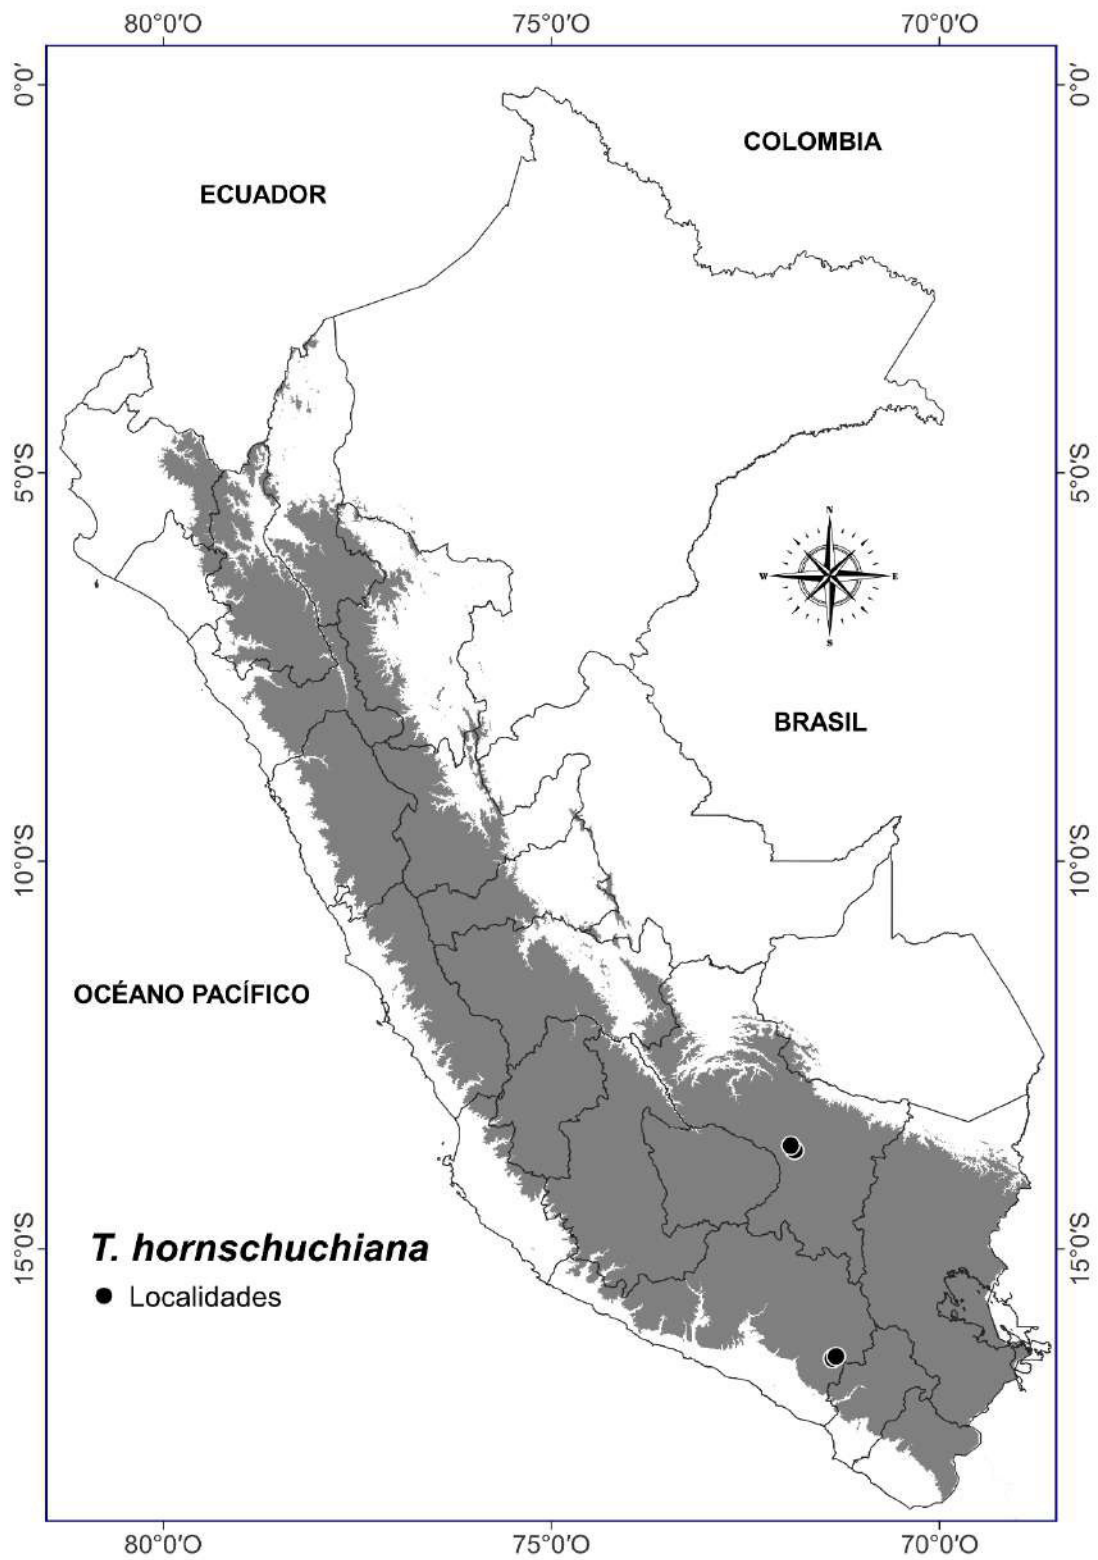 80°0'O 75°0'O 70°0'O
0°0' 0°0'
COLOMBIA
ECUADOR
5°0'S 5°0'S
N
W E
S
BRASIL
10°0'S 10°0'S
OCÉANO PACÍFICO
15°0'S 15°0'S
T. hornschuchiana
Localidades
80°0'O 75°0'O 70°0'O